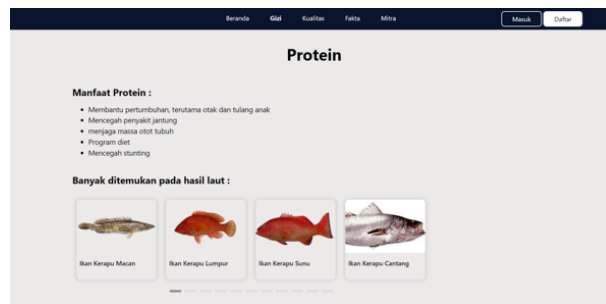 Beranda Gizi Kualitas Fakta Mitra Masuk Daftar
Protein
Manfaat Protein :
Membantu pertumbuhan, terutama otak dan tulang anak
Mencegah penyakit jantung
menjaga massa otot tubuh
Program diet
Mencegah stunting
Banyak ditemukan pada hasil laut :
Ikan Kerapu Macan Ikan Kerapu Lumpur Ikan Kerapu Sunu Ikan Kerapu Cantang